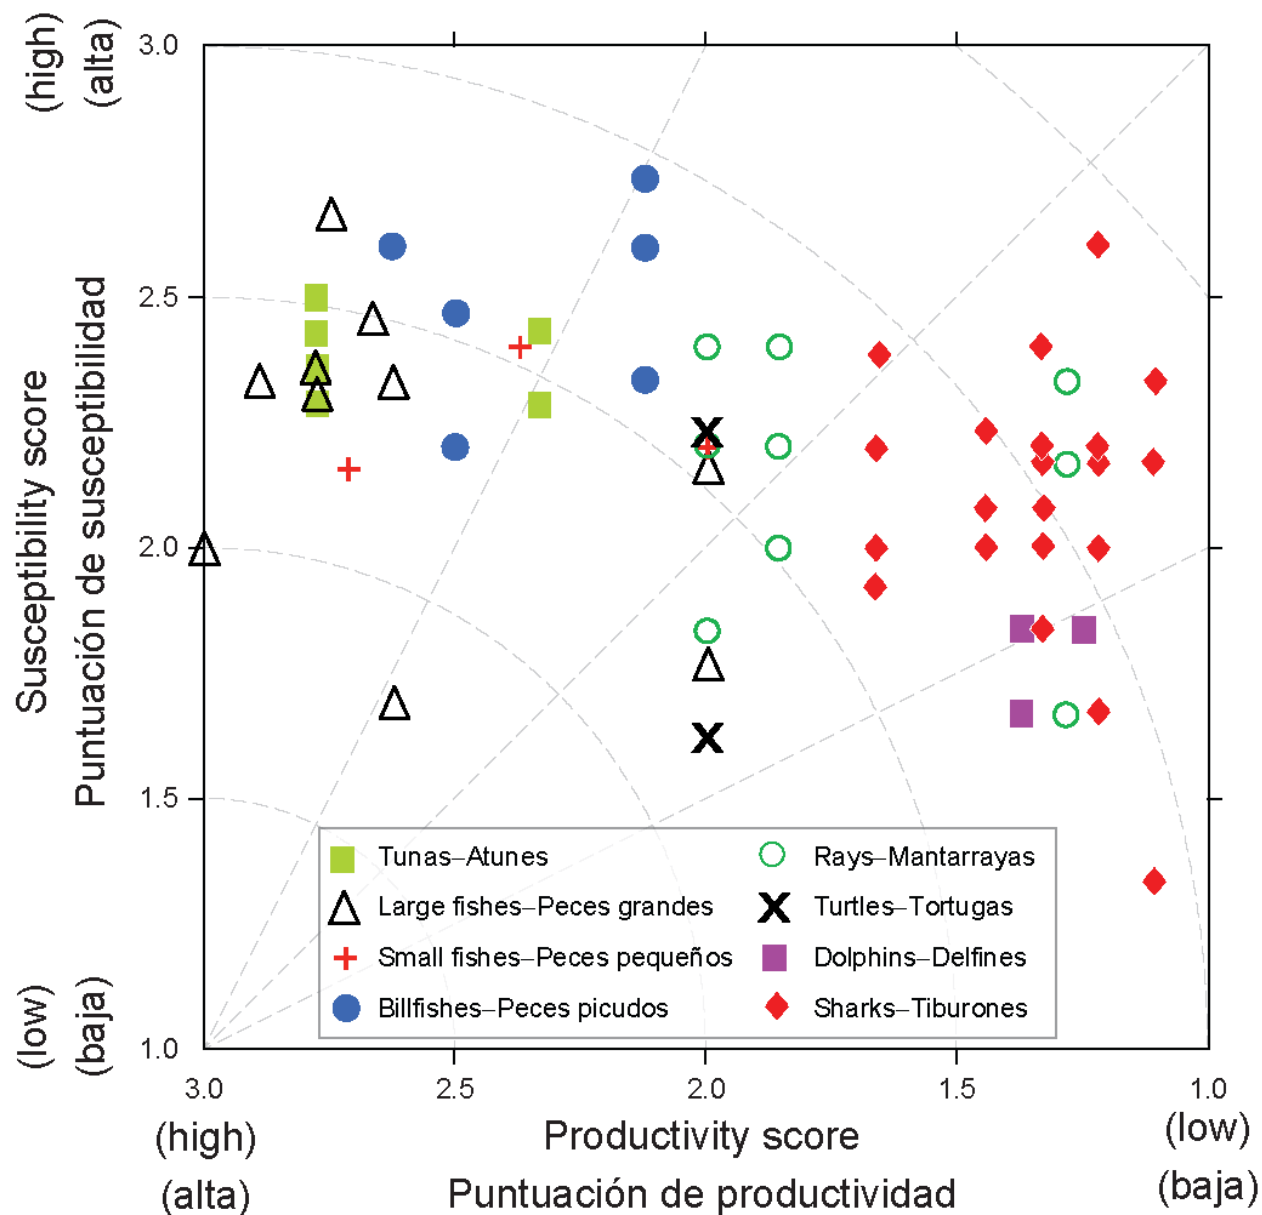 (high)
(alta)
Susceptibility score
Puntuación de susceptibilidad
(low)
(baja)
3.0
2.5
2.0
1.5
1.0
Tunas–Atunes
Large fishes–Peces grandes
Small fishes–Peces pequeños
Billfishes–Peces picudos
Rays–Mantarrayas
Turtles–Tortugas
Dolphins–Delfines
Sharks–Tiburones
3.0 2.5 2.0 1.5 1.0
(high) Productivity score (low)
(alta) Puntuación de productividad (baja)